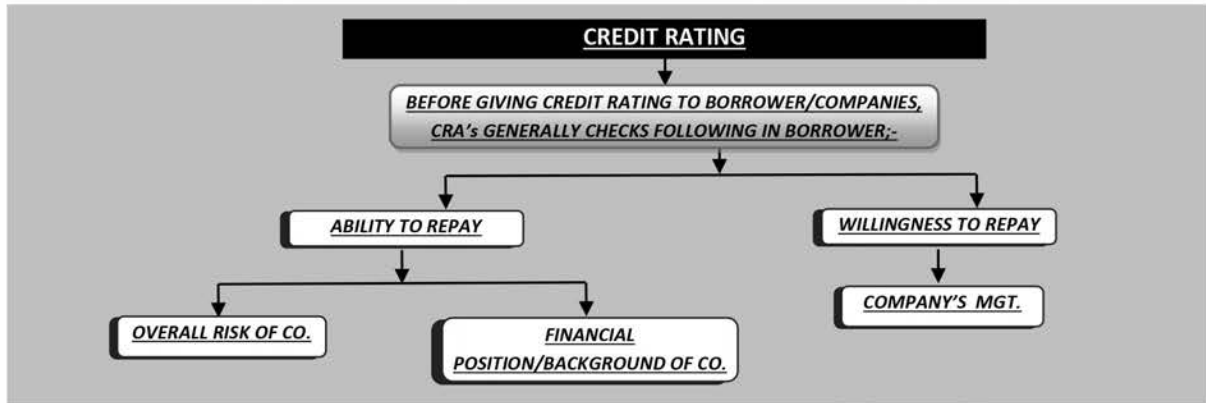 CREDIT RATING
BEFORE GIVING CREDIT RATING TO BORROWER/COMPANIES,
CRA's GENERALLY CHECKS FOLLOWING IN BORROWER;-
ABILITY TO REPAY
WILLINGNESS TO REPAY
OVERALL RISK OF CO.
FINANCIAL
POSITION/BACKGROUND OF CO.
COMPANY'S MGT.